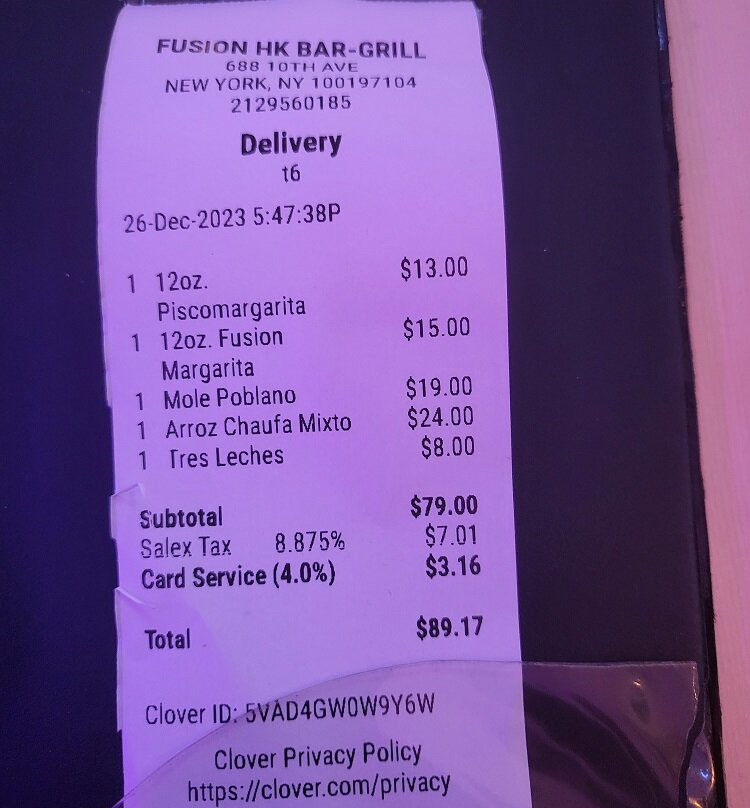 FUSION HK BAR-GRILL
688 10TH AVE
NEW YORK, NY 100197104
2129560185
Delivery
t6
26-Dec-2023 5:47:38P
1 12oz. $13.00
Piscomargarita
1 12oz. Fusion $15.00
Margarita
1 Mole Poblano $19.00
1 Arroz Chaufa Mixto $24.00
1 Tres Leches $8.00
Subtotal $79.00
Salex Tax 8.875% $7.01
Card Service (4.0%) $3.16
Total $89.17
Clover ID: 5VAD4GW0W9Y6W
Clover Privacy Policy
https://clover.com/privacy